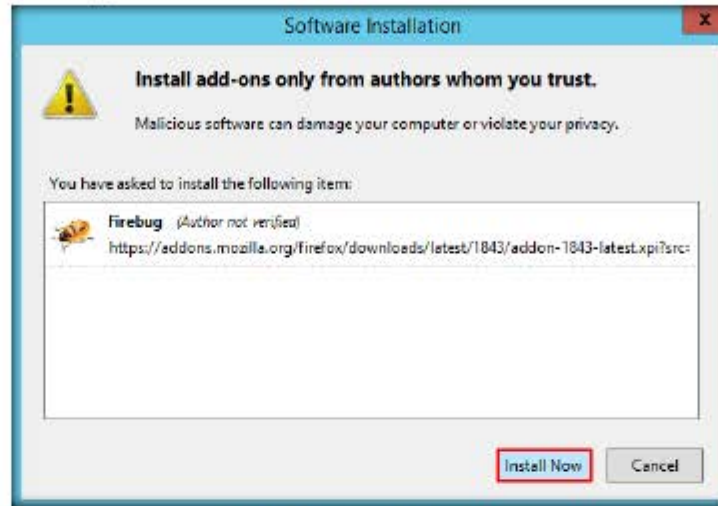 Software Installation
X
Install add-ons only from authors whom you trust.
Malicious software can damage your computer or violate your privacy.
You have asked to install the following item:
Firebug (Author not verified)
https://addons.mozilla.org/firefox/downloads/latest/1843/addon-1843-latest.xpi?src=
Install Now Cancel